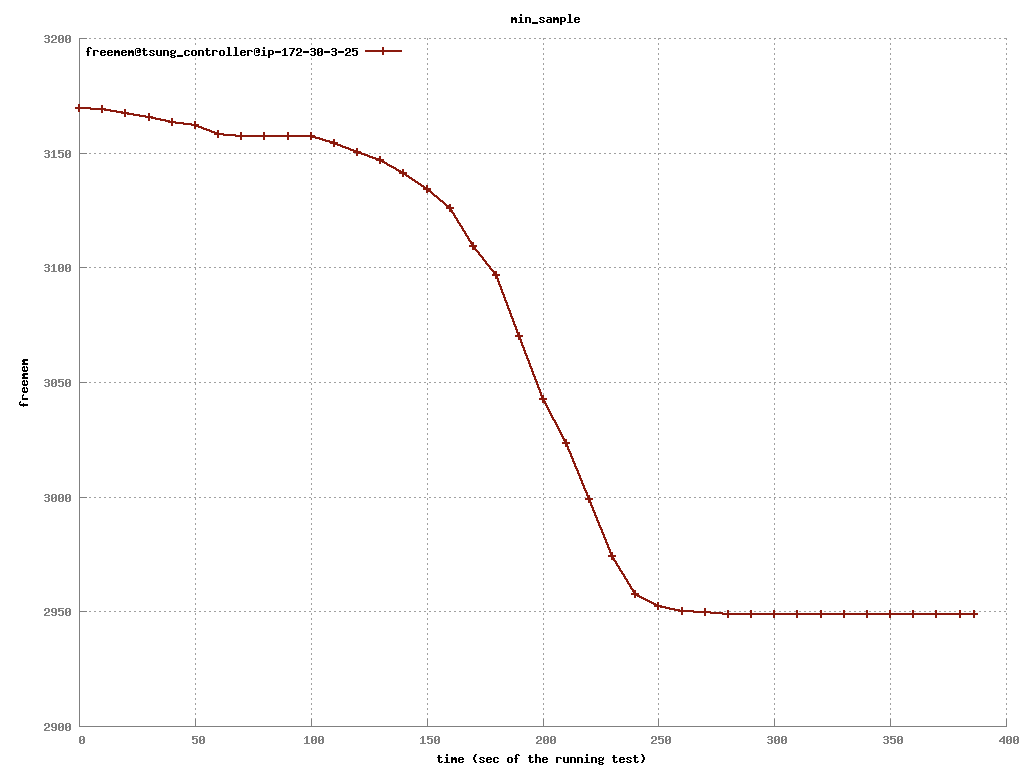 min_sample
freemem@tsung_controller@ip-172-30-3-25
3200
3150
3100
3050
3000
2950
2900
freemem
0 50 100 150 200 250 300 350 400
time (sec of the running test)